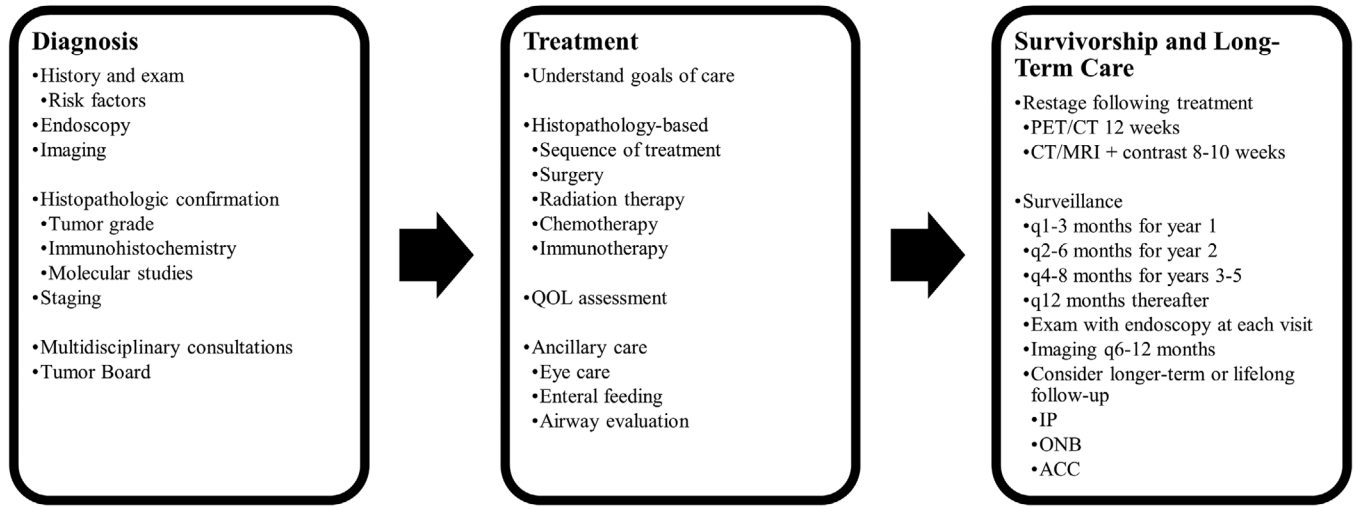 Diagnosis
•History and exam
•Risk factors
•Endoscopy
•Imaging
•Histopathologic confirmation
•Tumor grade
•Immunohistochemistry
•Molecular studies
•Staging
•Multidisciplinary consultations
•Tumor Board
Treatment
•Understand goals of care
•Histopathology-based
•Sequence of treatment
•Surgery
•Radiation therapy
•Chemotherapy
•Immunotherapy
•QOL assessment
•Ancillary care
•Eye care
•Enteral feeding
•Airway evaluation
Survivorship and Long-
Term Care
•Restage following treatment
•PET/CT 12 weeks
•CT/MRI + contrast 8-10 weeks
•Surveillance
•q1-3 months for year 1
•q2-6 months for year 2
•q4-8 months for years 3-5
•q12 months thereafter
•Exam with endoscopy at each visit
•Imaging q6-12 months
•Consider longer-term or lifelong
follow-up
•IP
•ONB
•ACC